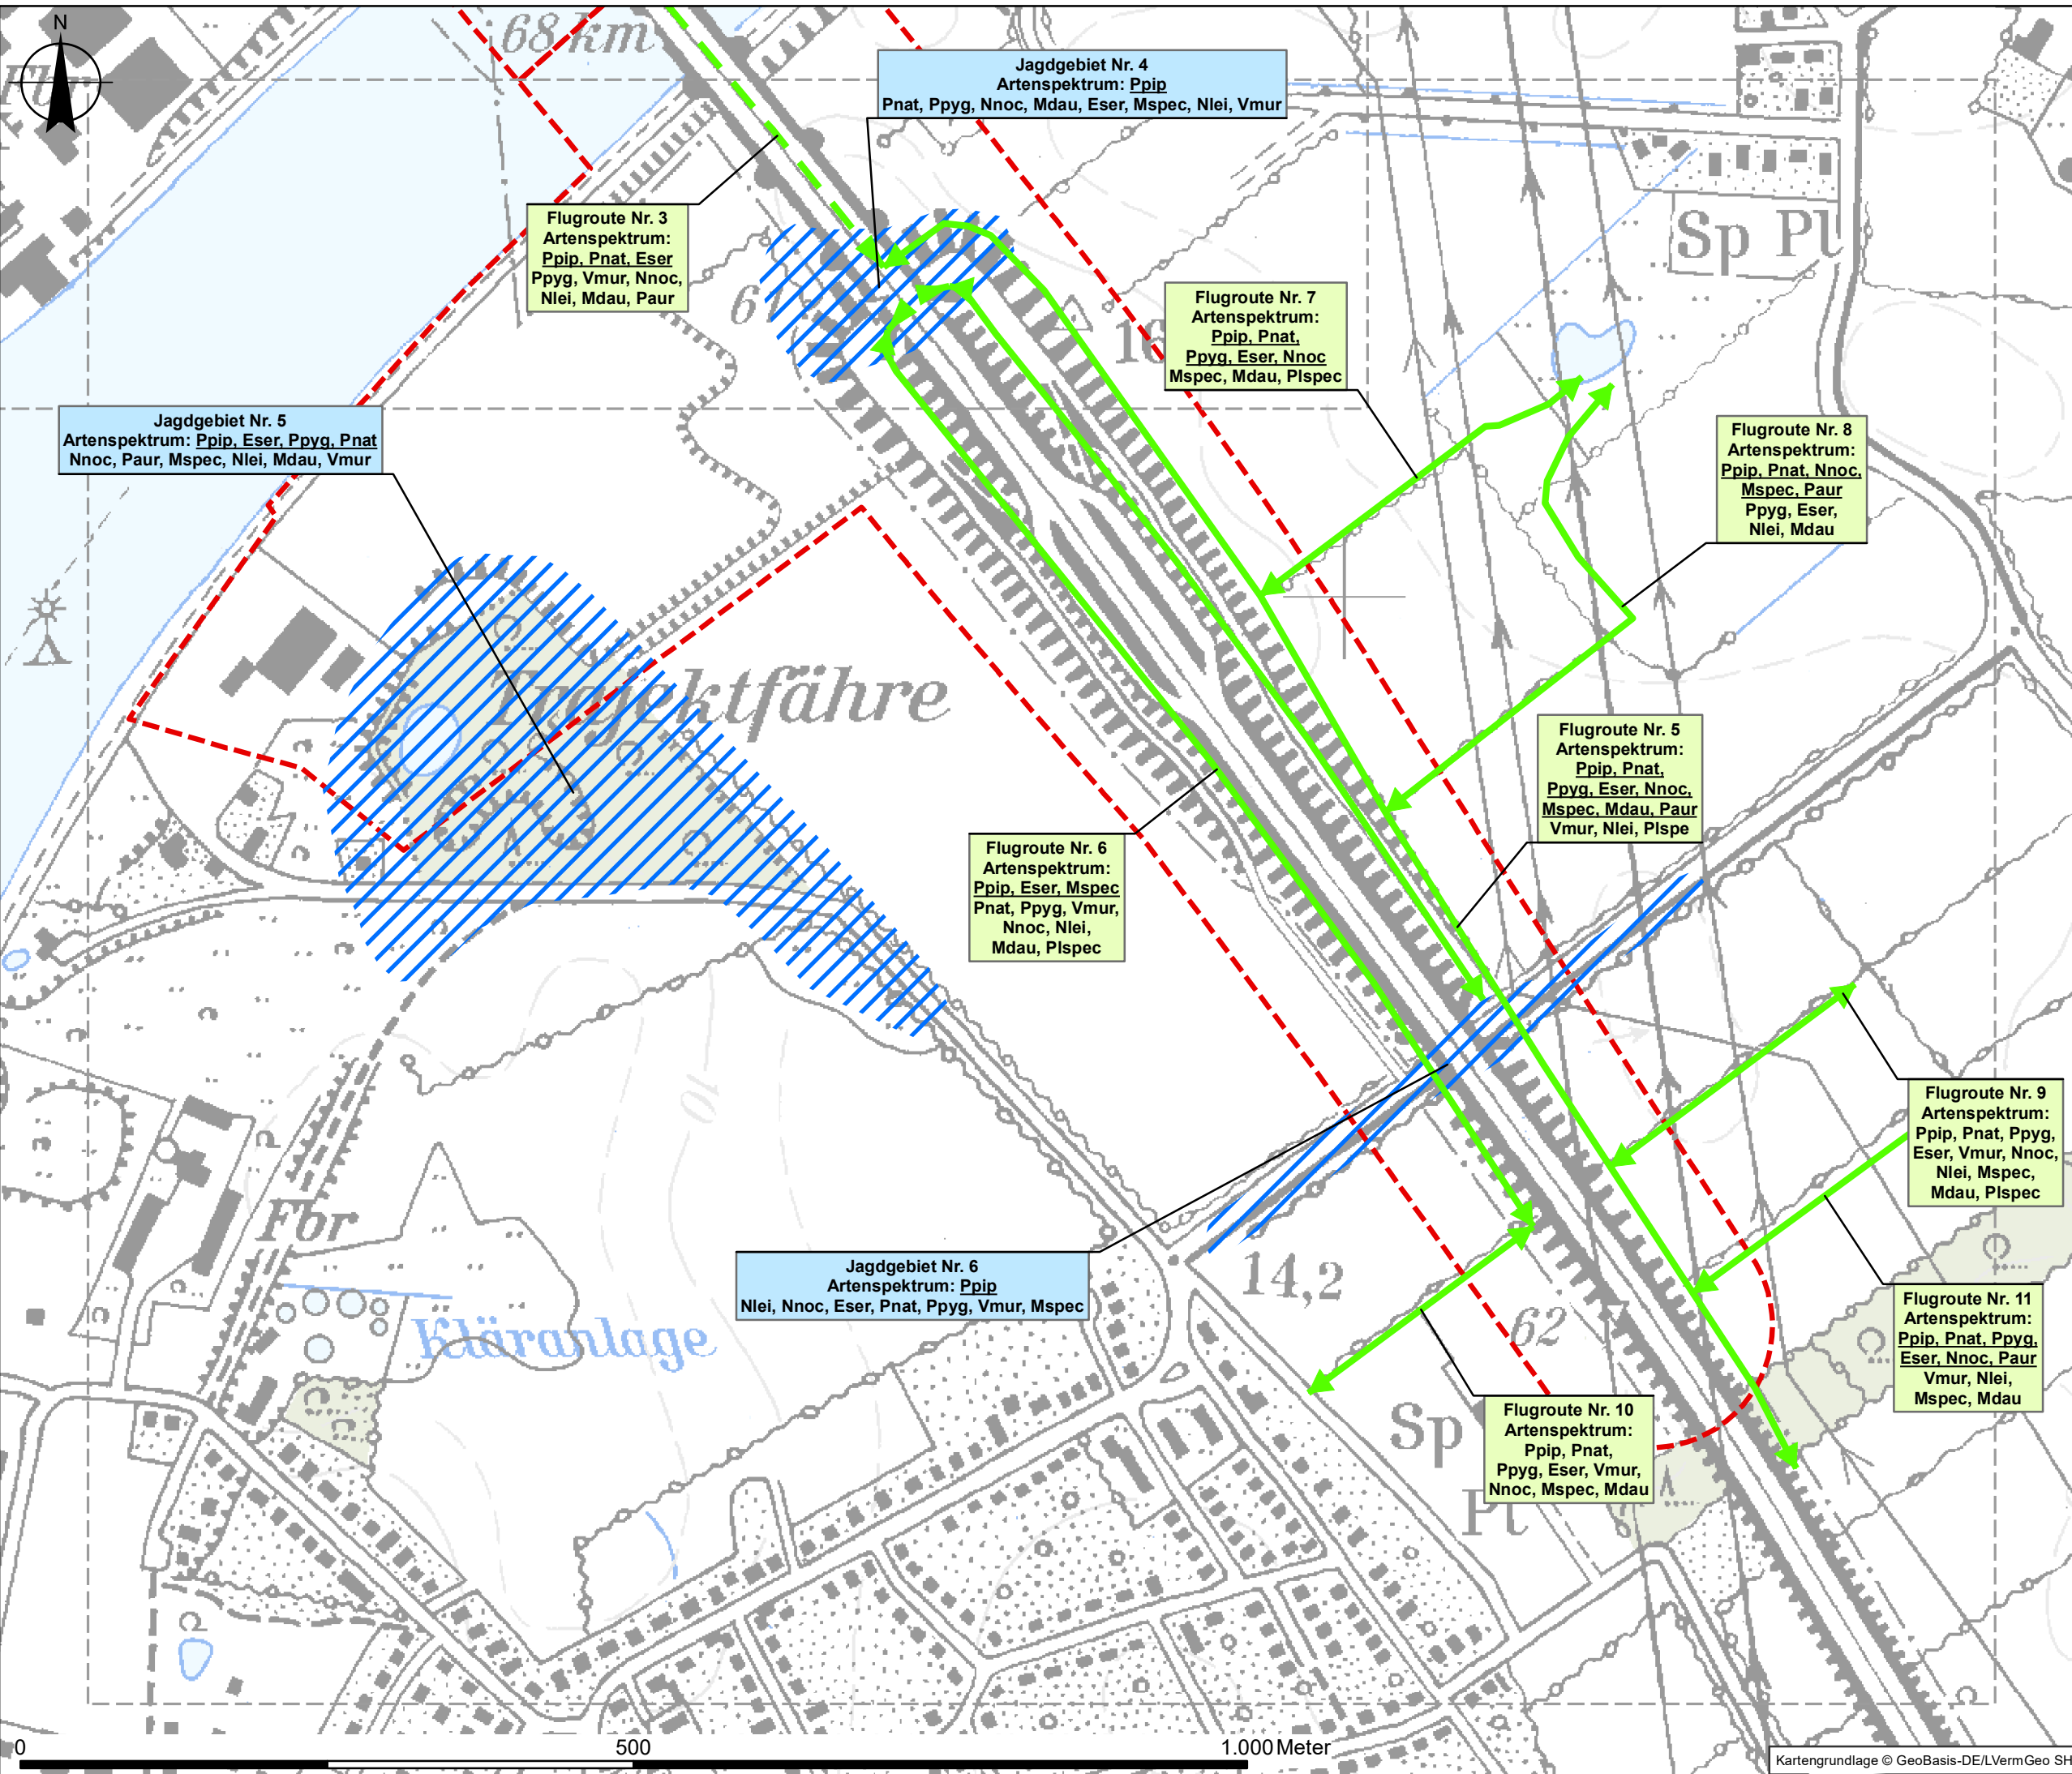 N
68 km
Fbr
Jagdgebiet Nr. 4
Artenspektrum: Ppip
Pnat, Ppyg, Nnoc, Mdau, Eser, Mspec, Nlei, Vmur
Flugroute Nr. 3
Artenspektrum:
Ppip, Pnat, Eser
Ppyg, Vmur, Nnoc,
Nlei, Mdau, Paur
Sp Pl
Flugroute Nr. 7
Artenspektrum:
Ppip, Pnat,
Ppyg, Eser, Nnoc
Mspec, Mdau, Plspec
61
Jagdgebiet Nr. 5
Artenspektrum: Ppip, Eser, Ppyg, Pnat
Nnoc, Paur, Mspec, Nlei, Mdau, Vmur
Flugroute Nr. 8
Artenspektrum:
Ppip, Pnat, Nnoc,
Mspec, Paur
Ppyg, Eser,
Nlei, Mdau
Trajektfähre
Flugroute Nr. 5
Artenspektrum:
Ppip, Pnat,
Ppyg, Eser, Nnoc,
Mspec, Mdau, Paur
Vmur, Nlei, Plspe
Flugroute Nr. 6
Artenspektrum:
Ppip, Eser, Mspec
Pnat, Ppyg, Vmur,
Nnoc, Nlei,
Mdau, Plspec
10
Flugroute Nr. 9
Artenspektrum:
Ppip, Pnat, Ppyg,
Eser, Vmur, Nnoc,
Nlei, Mspec,
Mdau, Plspec
Fbr
Jagdgebiet Nr. 6
Artenspektrum: Ppip
Nlei, Nnoc, Eser, Pnat, Ppyg, Vmur, Mspec
14,2
62
Kläranlage
Flugroute Nr. 11
Artenspektrum:
Ppip, Pnat, Ppyg,
Eser, Nnoc, Paur
Vmur, Nlei,
Mspec, Mdau
Sp
Pl
Flugroute Nr. 10
Artenspektrum:
Ppip, Pnat,
Ppyg, Eser, Vmur,
Nnoc, Mspec, Mdau
0 500 1.000 Meter
Kartengrundlage © GeoBasis-DE/LVermGeo SH